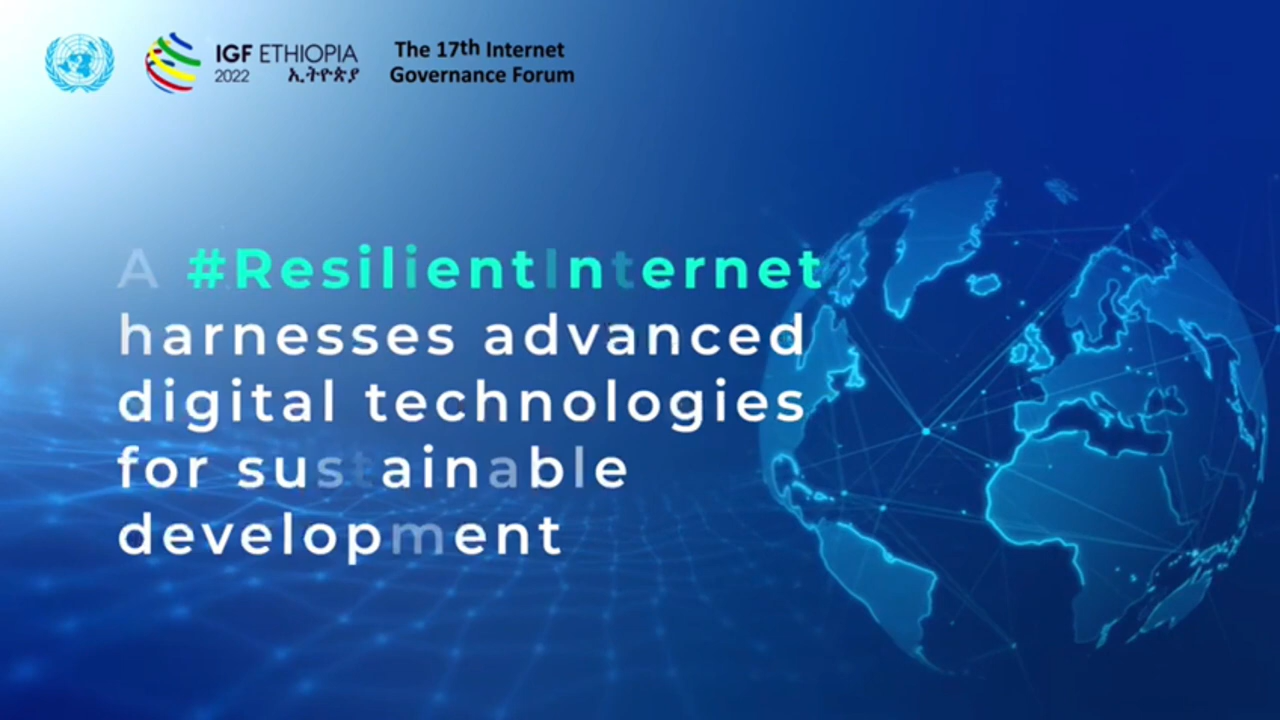 IGF ETHIOPIA
2022 ኢትዮጵያ
The 17th Internet
Governance Forum
A #ResilientInternet
harnesses advanced
digital technologies
for sustainable
development